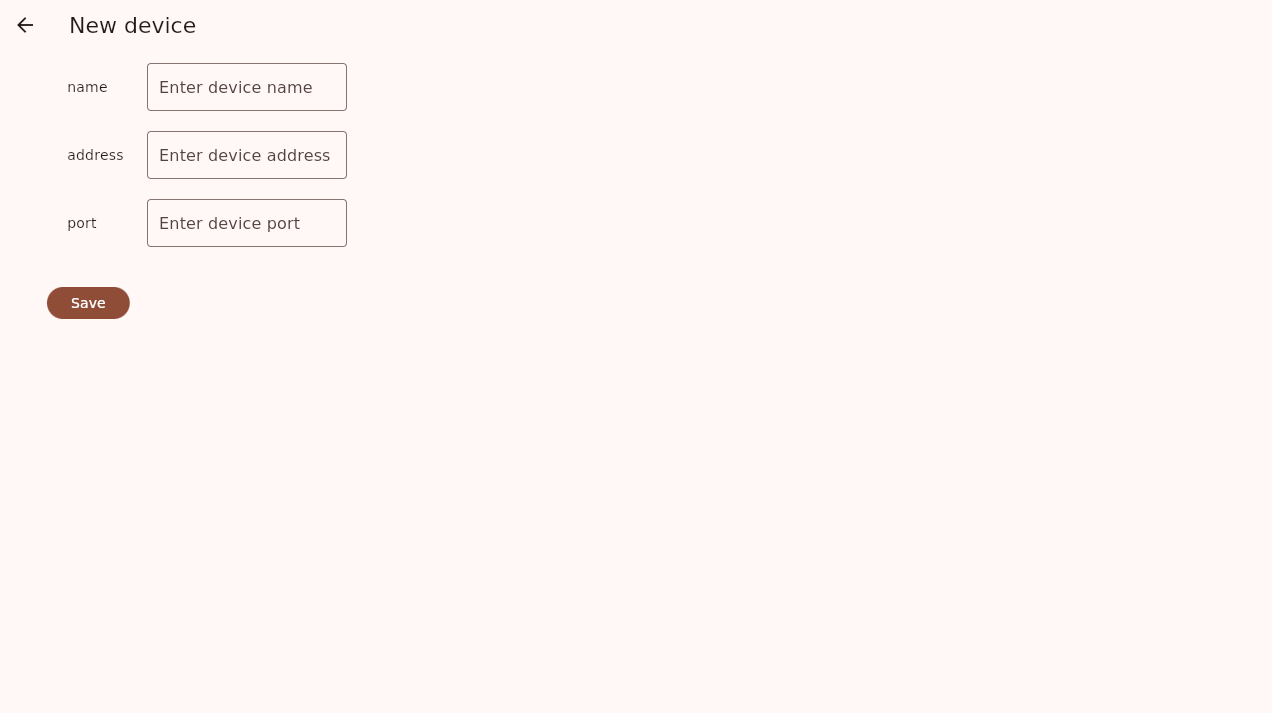 New device
name
Enter device name
address
Enter device address
port
Enter device port
Save